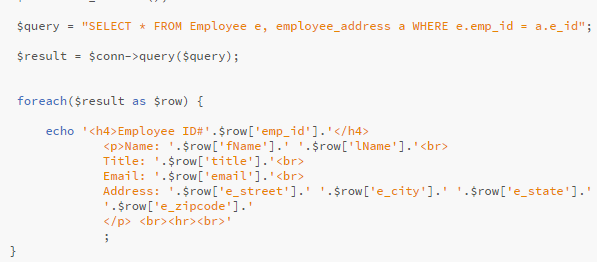 $query = "SELECT * FROM Employee e, employee_address a WHERE e.emp_id = a.e_id";
$result = $conn->query($query);
foreach($result as $row) {
echo '<h4>Employee ID#'.$row['emp_id'].'</h4>
<p>Name: '.$row['fName'].' '.$row['lName'].'<br>
Title: '.$row['title'].'<br>
Email: '.$row['email'].'<br>
Address: '.$row['e_street'].' '.$row['e_city'].' '.$row['e_state'].'
'.$row['e_zipcode'].'
</p> <br><hr><br>'
;
}